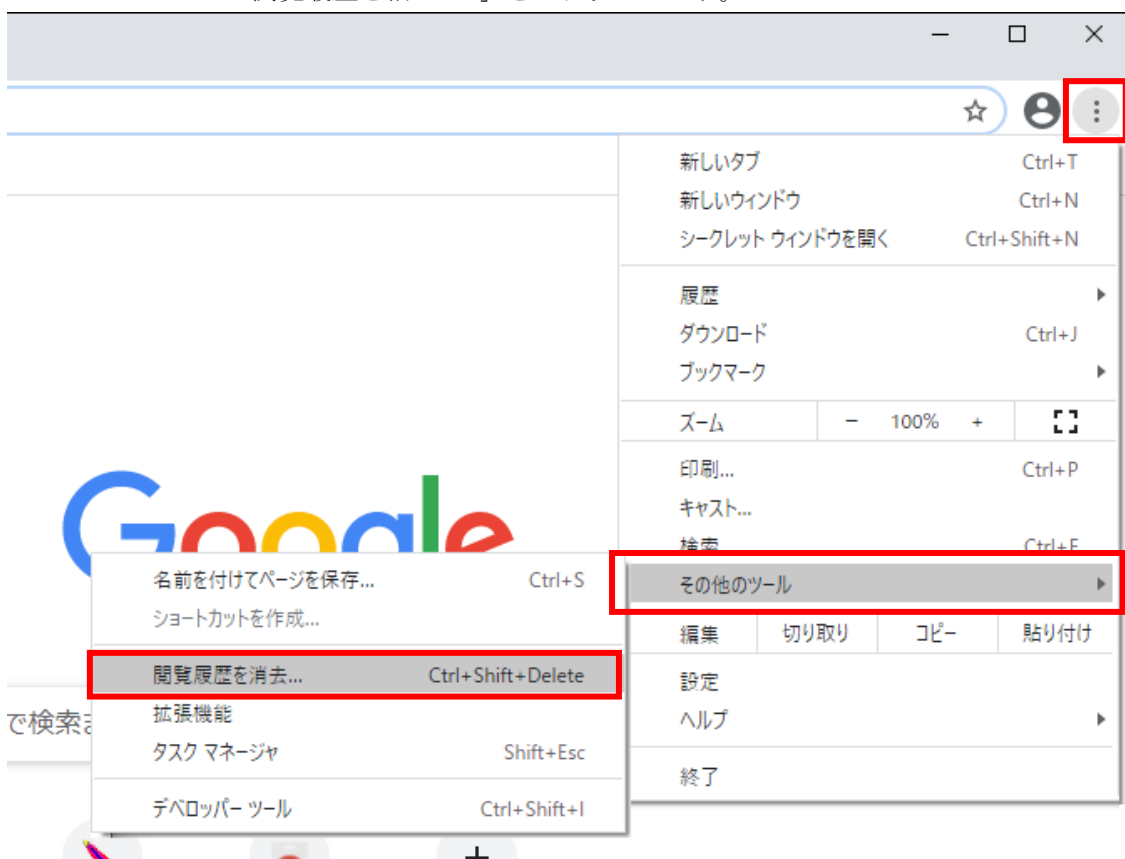 新しいタブ Ctrl+T
新しいウィンドウ Ctrl+N
シークレット ウィンドウを開く Ctrl+Shift+N
履歴
ダウンロード Ctrl+J
ブックマーク
ズーム - 100% +
印刷... Ctrl+P
キャスト...
検索
その他のツール
編集 切り取り コピー 貼り付け
設定
ヘルプ
終了
Google
名前を付けてページを保存... Ctrl+S
ショートカットを作成...
閲覧履歴を消去... Ctrl+Shift+Delete
拡張機能
タスク マネージャ Shift+Esc
デベロッパー ツール Ctrl+Shift+I
で検索